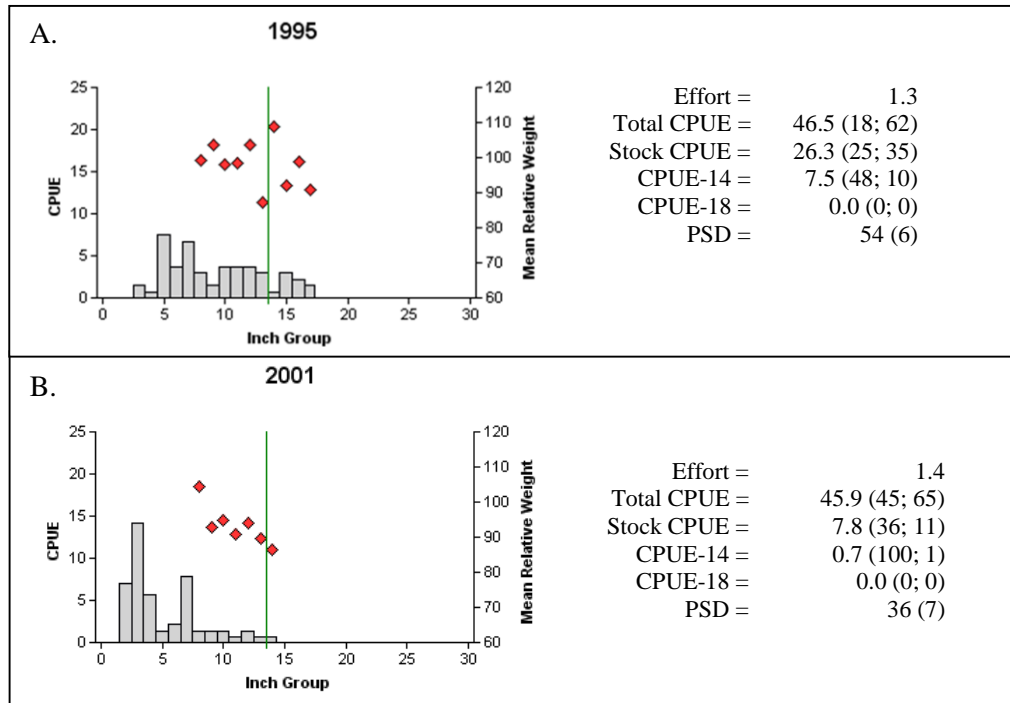 A.
1995
25
20
15
10
5
0
CPUE
120
110
100
90
80
70
60
Mean Relative Weight
0 5 10 15 20 25 30
Inch Group
Effort = 1.3
Total CPUE = 46.5 (18; 62)
Stock CPUE = 26.3 (25; 35)
CPUE-14 = 7.5 (48; 10)
CPUE-18 = 0.0 (0; 0)
PSD = 54 (6)
B.
2001
25
20
15
10
5
0
CPUE
120
110
100
90
80
70
60
Mean Relative Weight
0 5 10 15 20 25 30
Inch Group
Effort = 1.4
Total CPUE = 45.9 (45; 65)
Stock CPUE = 7.8 (36; 11)
CPUE-14 = 0.7 (100; 1)
CPUE-18 = 0.0 (0; 0)
PSD = 36 (7)